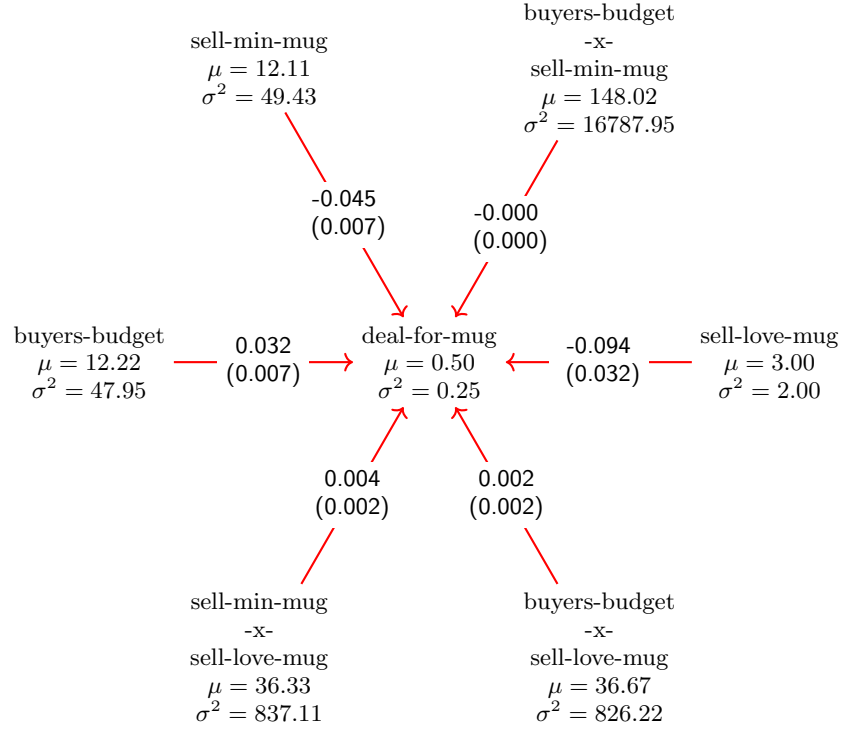 sell-min-mug
μ = 12.11
σ² = 49.43
buyers-budget
-x-
sell-min-mug
μ = 148.02
σ² = 16787.95
-0.045
(0.007)
-0.000
(0.000)
buyers-budget
μ = 12.22
σ² = 47.95
0.032
(0.007)
deal-for-mug
μ = 0.50
σ² = 0.25
-0.094
(0.032)
sell-love-mug
μ = 3.00
σ² = 2.00
0.004
(0.002)
0.002
(0.002)
sell-min-mug
-x-
sell-love-mug
μ = 36.33
σ² = 837.11
buyers-budget
-x-
sell-love-mug
μ = 36.67
σ² = 826.22